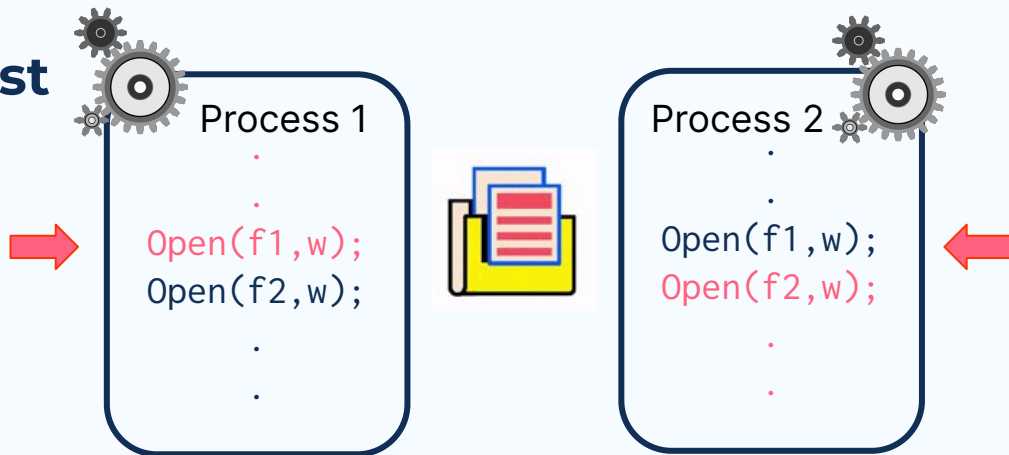 st
Process 1
.
.
Open(f1,w);
Open(f2,w);
.
.
Process 2
.
.
Open(f1,w);
Open(f2,w);
.
.